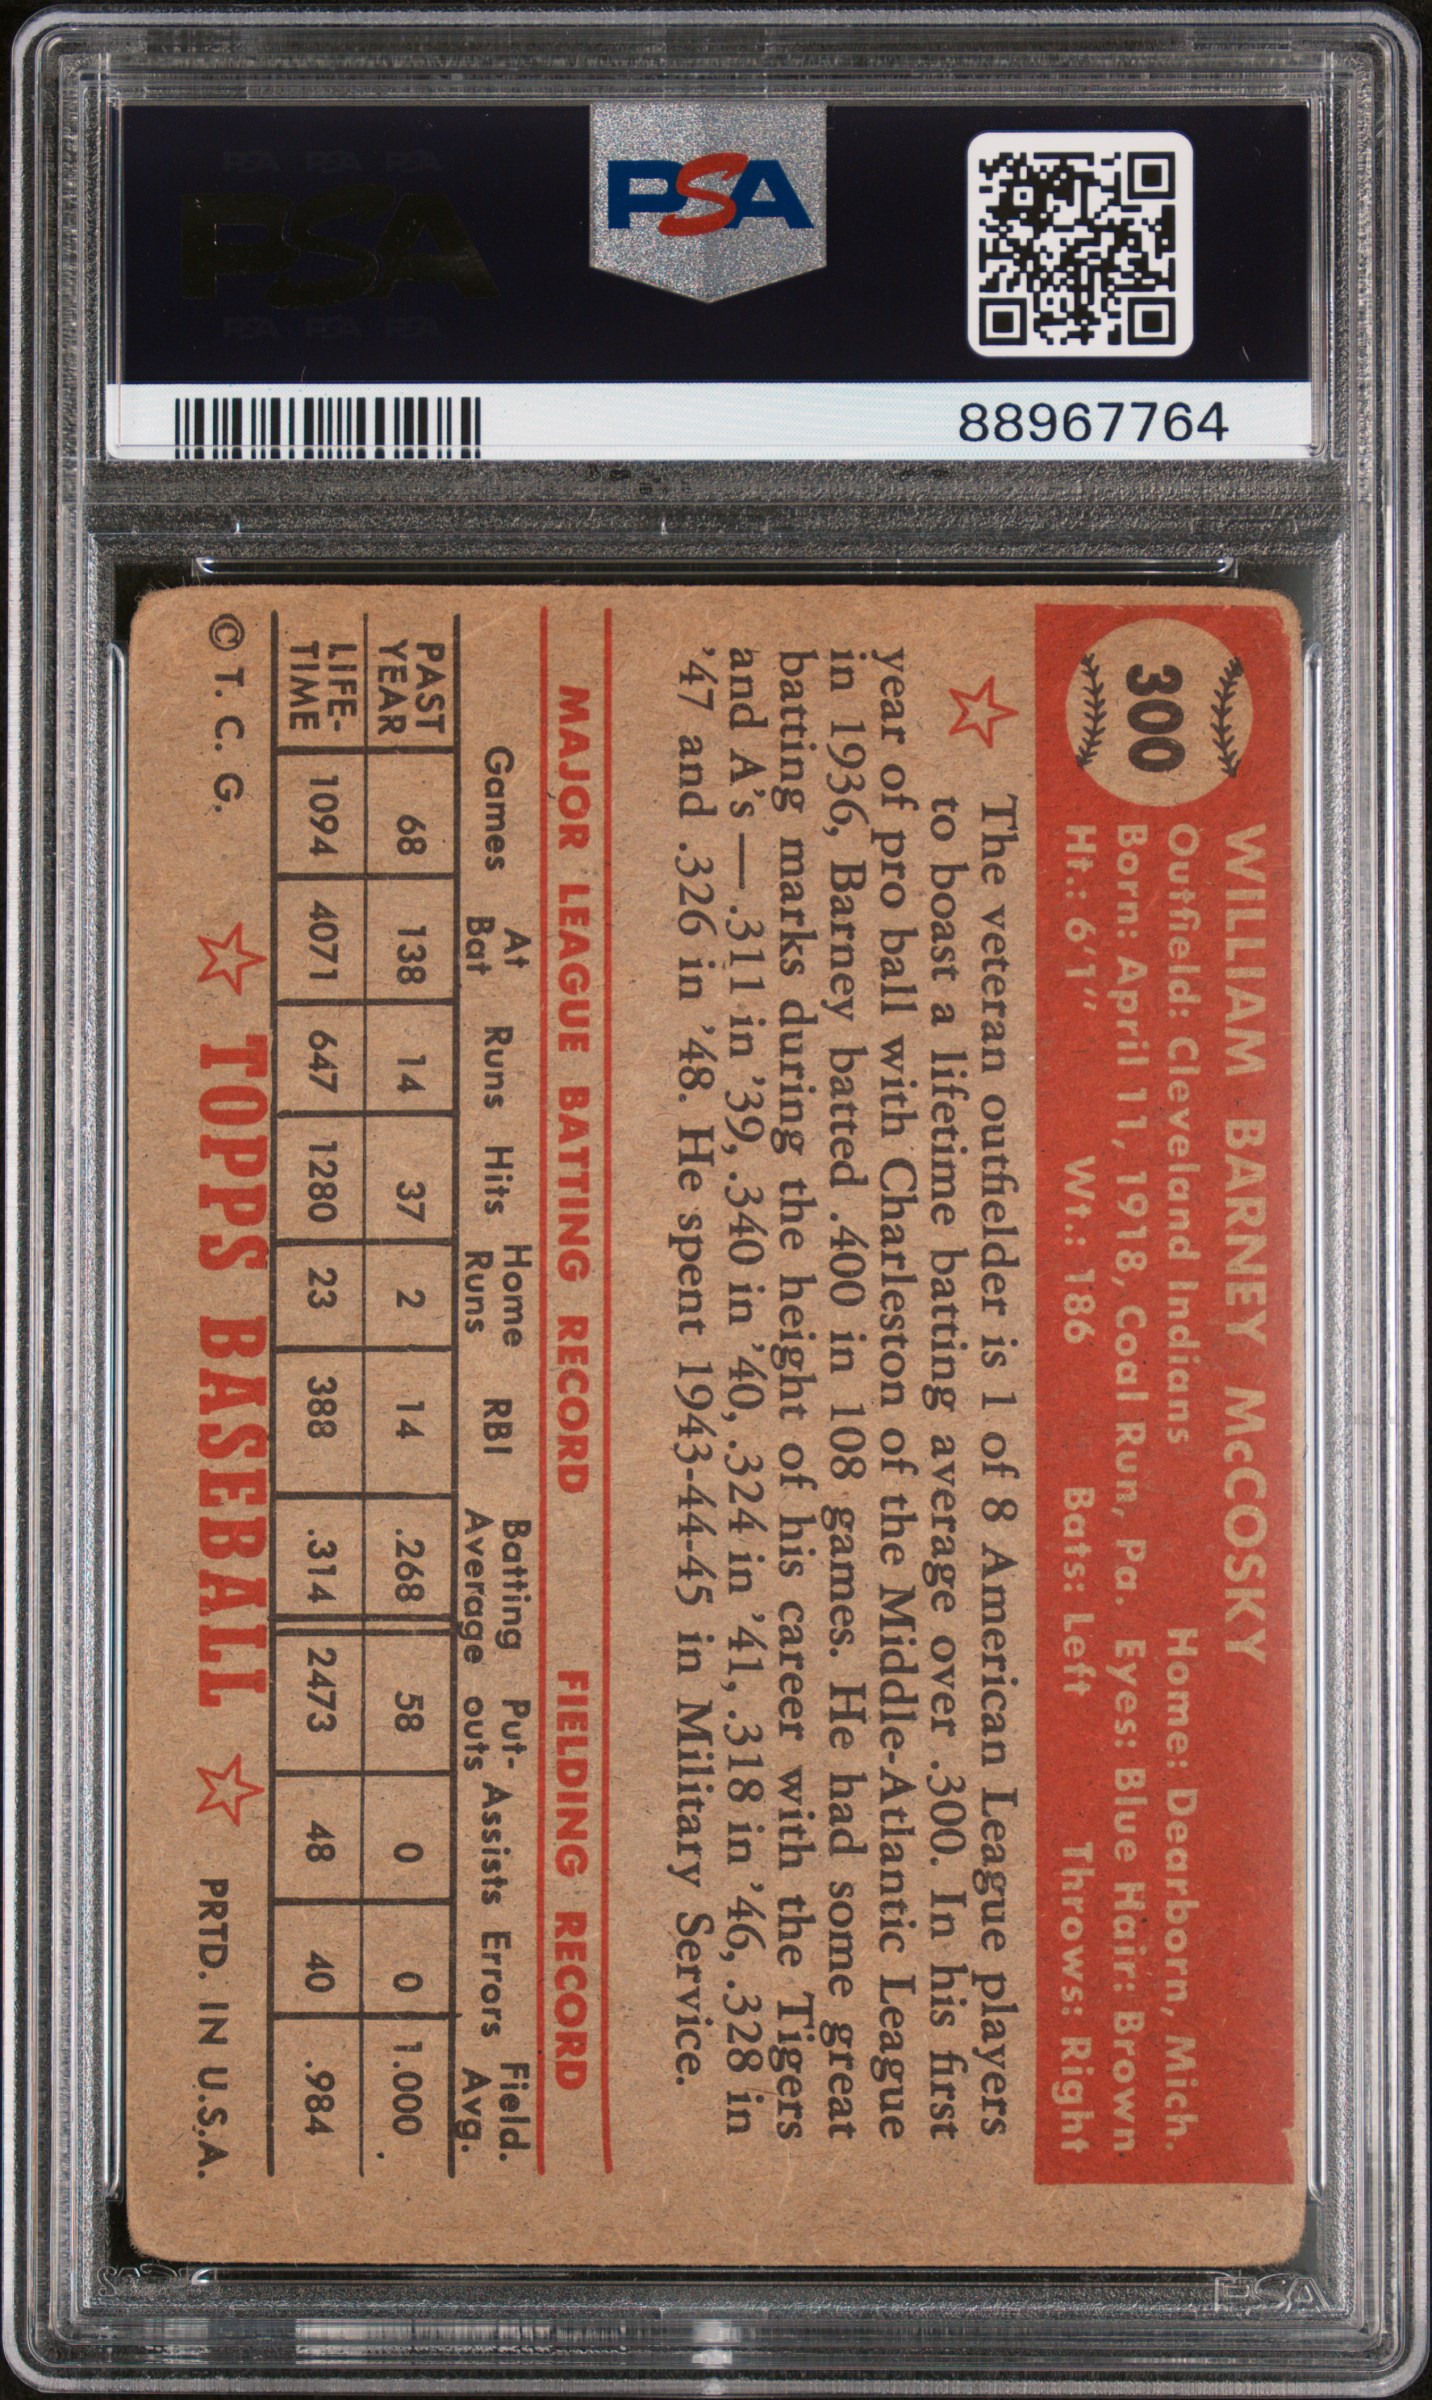 PSA PSA PSA
PSA
PSA PSA PSA
PSA
88967764
300
WILLIAM BARNEY McCOSKY
Outfield: Cleveland Indians Home: Dearborn, Mich.
Born: April 11, 1918, Coal Run, Pa. Eyes: Blue Hair: Brown
Ht.: 6'1" Wt.: 186 Bats: Left Throws: Right
The veteran outfielder is 1 of 8 American League players
to boast a lifetime batting average over .300. In his first
year of pro ball with Charleston of the Middle-Atlantic League
in 1936, Barney batted .400 in 108 games. He had some great
batting marks during the height of his career with the Tigers
and A's—.311 in '39, .340 in '40, .324 in '41, .318 in '46, .328 in
'47 and .326 in '48. He spent 1943-44-45 in Military Service.
MAJOR LEAGUE BATTING RECORD FIELDING RECORD
Games At Bat Runs Hits Home Runs RBI Batting Average Put-outs Assists Errors Field. Avg.
PAST YEAR 68 138 14 37 2 14 .268 58 0 0 1.000
LIFE-TIME 1094 4071 647 1280 23 388 .314 2473 48 40 .984
© T. C. G. TOPPS BASEBALL PRTD. IN U.S.A.
PSA